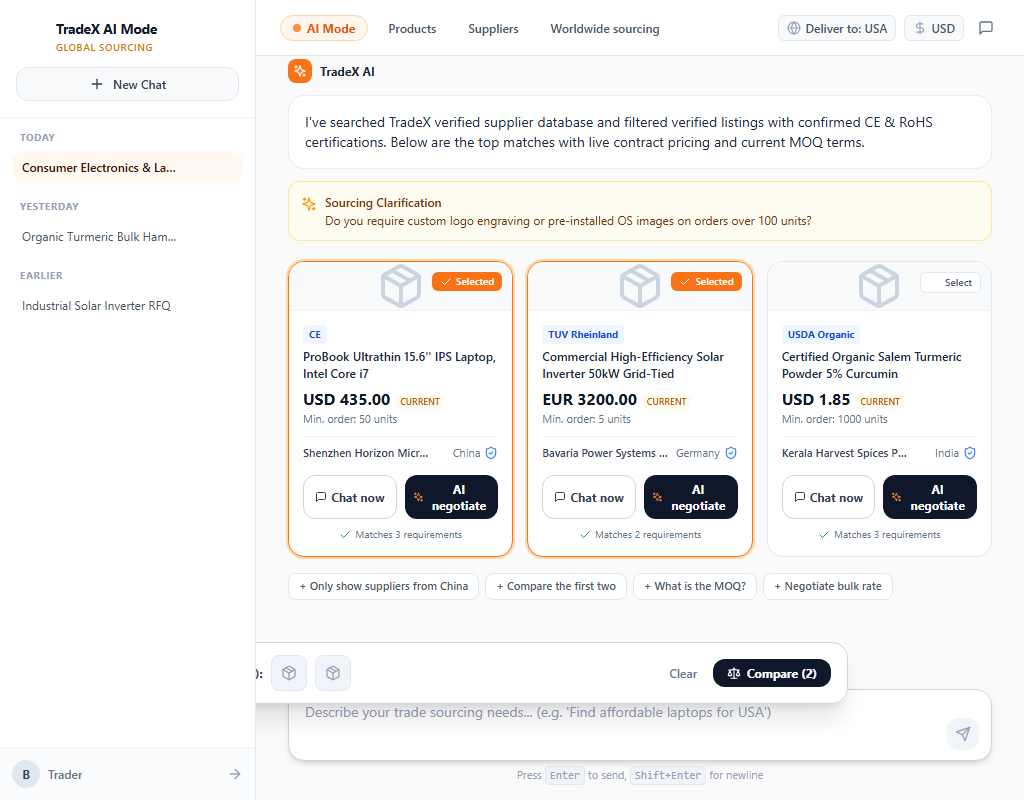 TradeX AI Mode
GLOBAL SOURCING
New Chat
TODAY
Consumer Electronics & La...
YESTERDAY
Organic Turmeric Bulk Ham...
EARLIER
Industrial Solar Inverter RFQ
B Trader
AI Mode Products Suppliers Worldwide sourcing Deliver to: USA USD
TradeX AI
I've searched TradeX verified supplier database and filtered verified listings with confirmed CE & RoHS
certifications. Below are the top matches with live contract pricing and current MOQ terms.
Sourcing Clarification
Do you require custom logo engraving or pre-installed OS images on orders over 100 units?
Selected
CE
ProBook Ultrathin 15.6'' IPS Laptop,
Intel Core i7
USD 435.00 CURRENT
Min. order: 50 units
Shenzhen Horizon Micr... China
Chat now AI
negotiate
Matches 3 requirements
Selected
TUV Rheinland
Commercial High-Efficiency Solar
Inverter 50kW Grid-Tied
EUR 3200.00 CURRENT
Min. order: 5 units
Bavaria Power Systems ... Germany
Chat now AI
negotiate
Matches 2 requirements
Select
USDA Organic
Certified Organic Salem Turmeric
Powder 5% Curcumin
USD 1.85 CURRENT
Min. order: 1000 units
Kerala Harvest Spices P... India
Chat now AI
negotiate
Matches 3 requirements
+ Only show suppliers from China + Compare the first two + What is the MOQ? + Negotiate bulk rate
): Clear Compare (2)
Describe your trade sourcing needs... (e.g. 'Find affordable laptops for USA')
Press Enter to send, Shift+Enter for newline